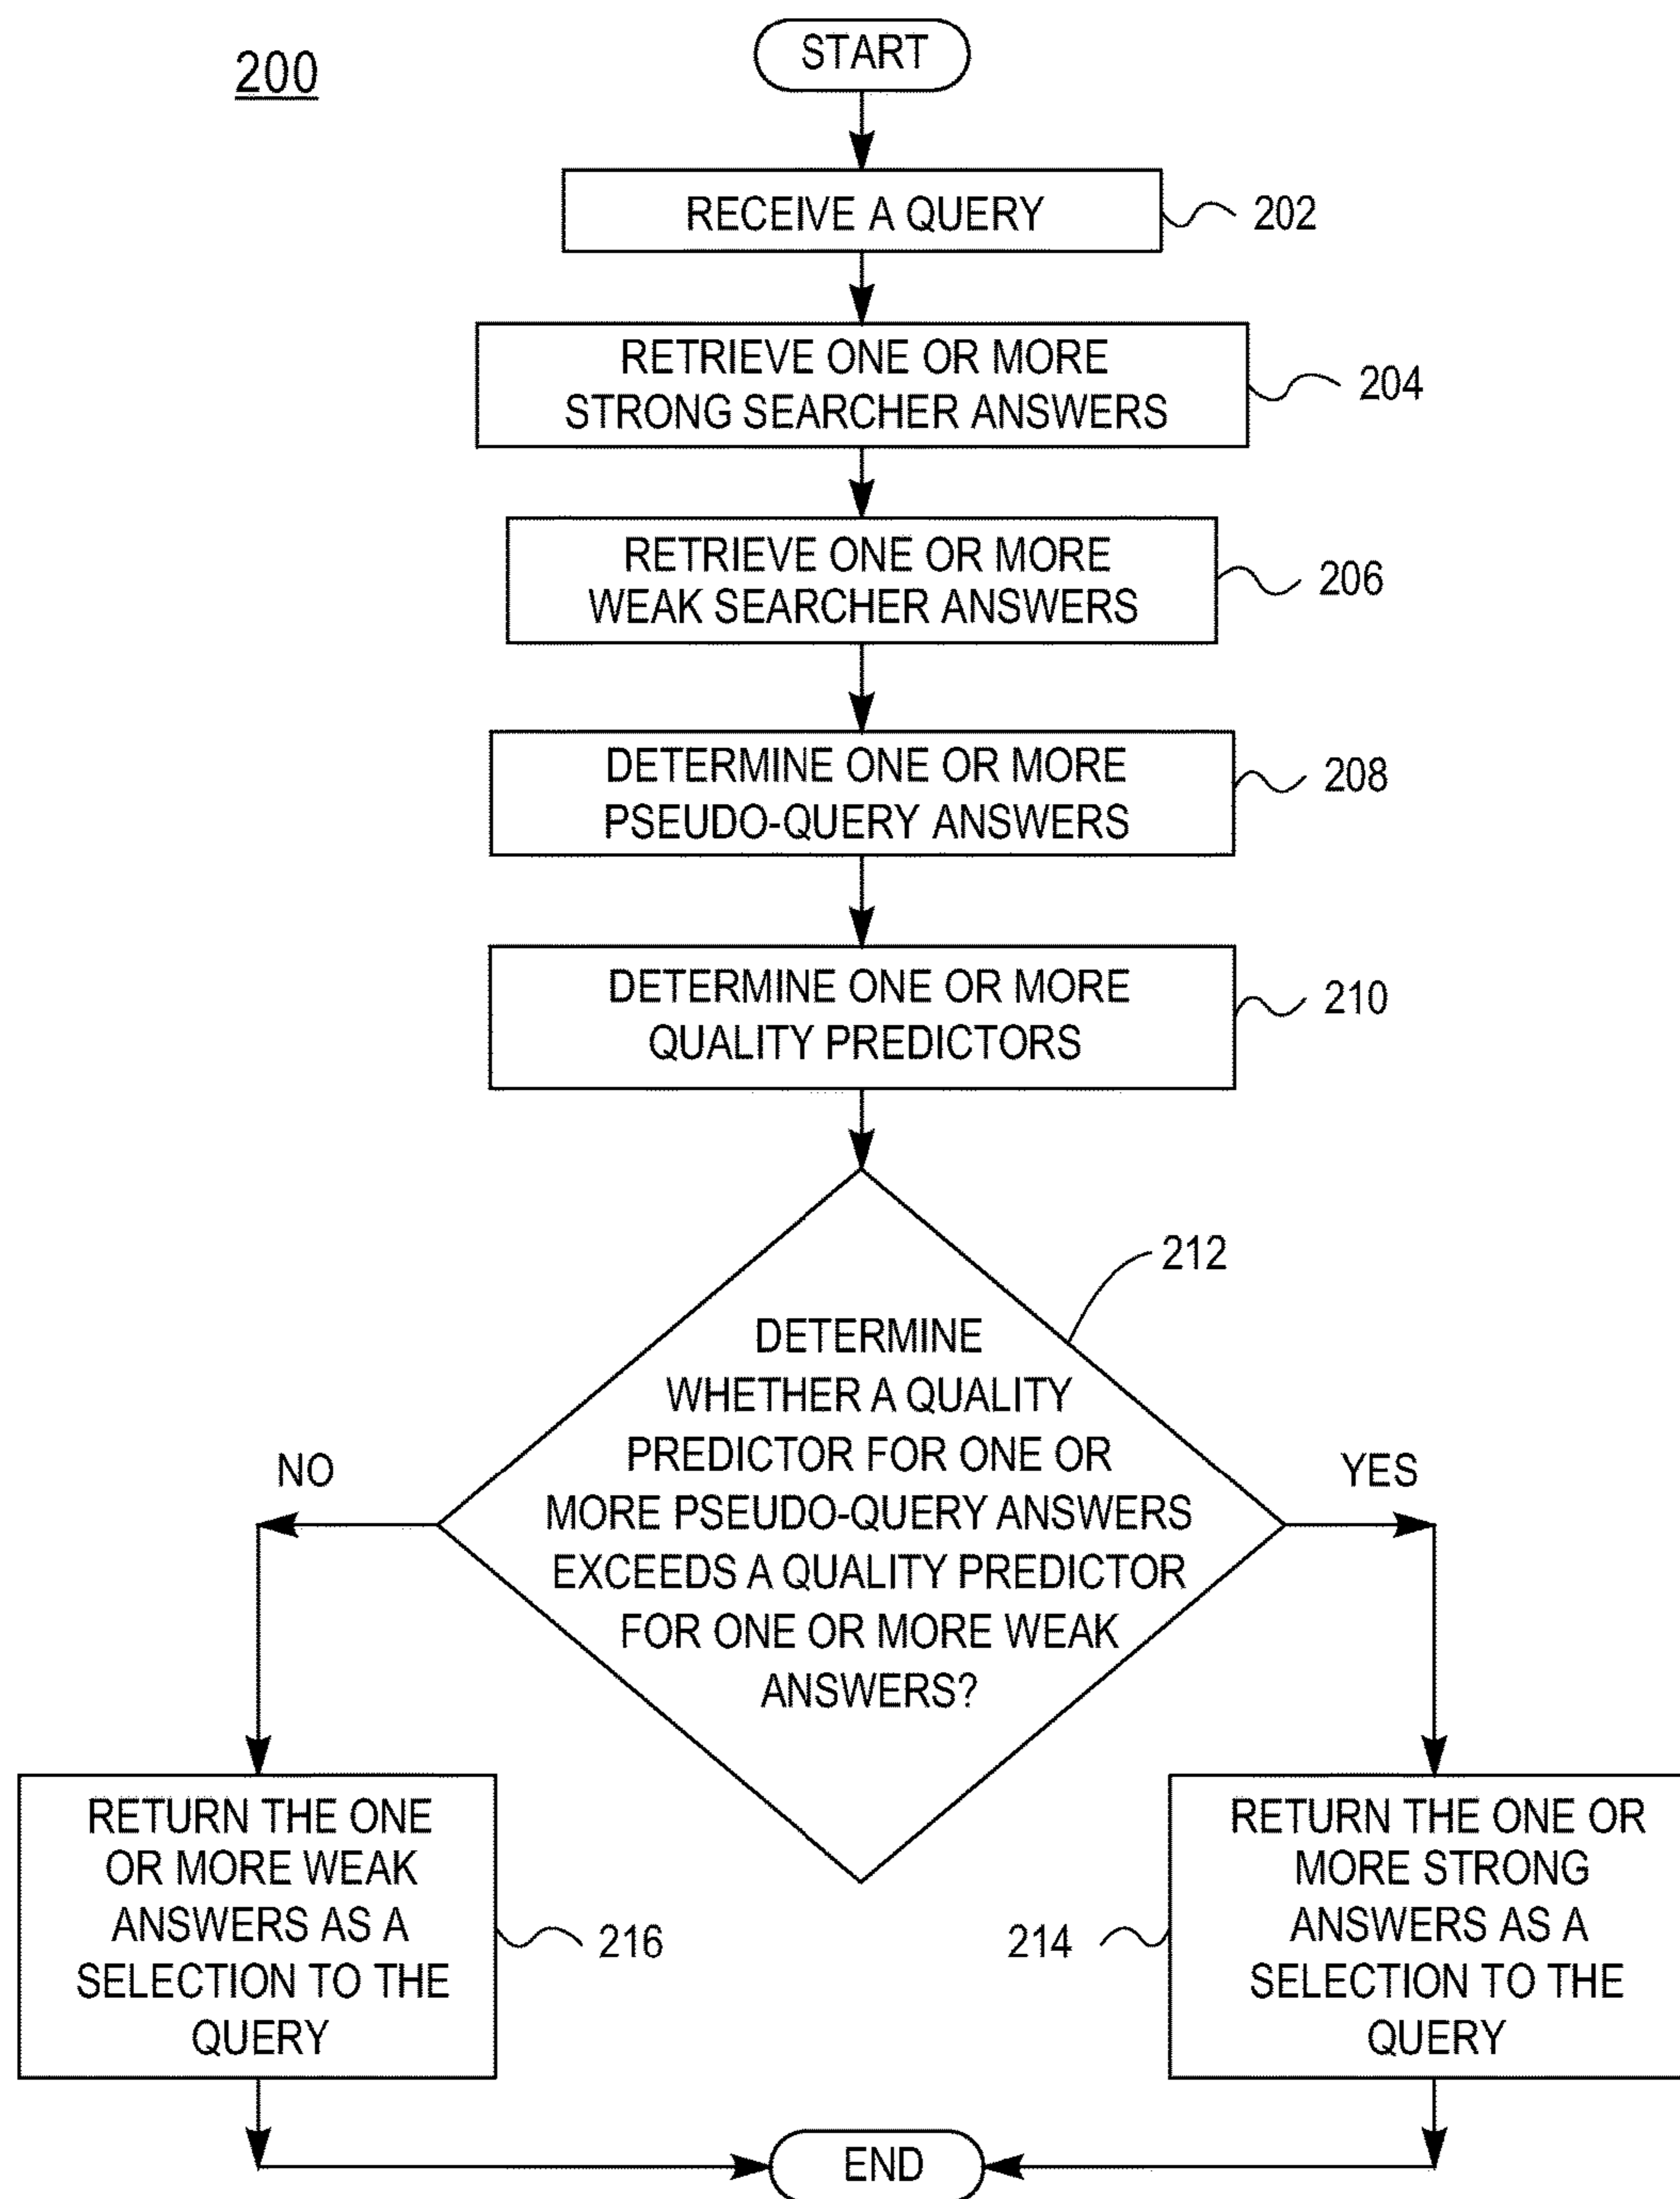 200
START
RECEIVE A QUERY
202
RETRIEVE ONE OR MORE
STRONG SEARCHER ANSWERS
204
RETRIEVE ONE OR MORE
WEAK SEARCHER ANSWERS
206
DETERMINE ONE OR MORE
PSEUDO-QUERY ANSWERS
208
DETERMINE ONE OR MORE
QUALITY PREDICTORS
210
212
DETERMINE
WHETHER A QUALITY
PREDICTOR FOR ONE OR
MORE PSEUDO-QUERY ANSWERS
EXCEEDS A QUALITY PREDICTOR
FOR ONE OR MORE WEAK
ANSWERS?
NO
YES
RETURN THE ONE
OR MORE WEAK
ANSWERS AS A
SELECTION TO THE
QUERY
216
214
RETURN THE ONE OR
MORE STRONG
ANSWERS AS A
SELECTION TO THE
QUERY
END